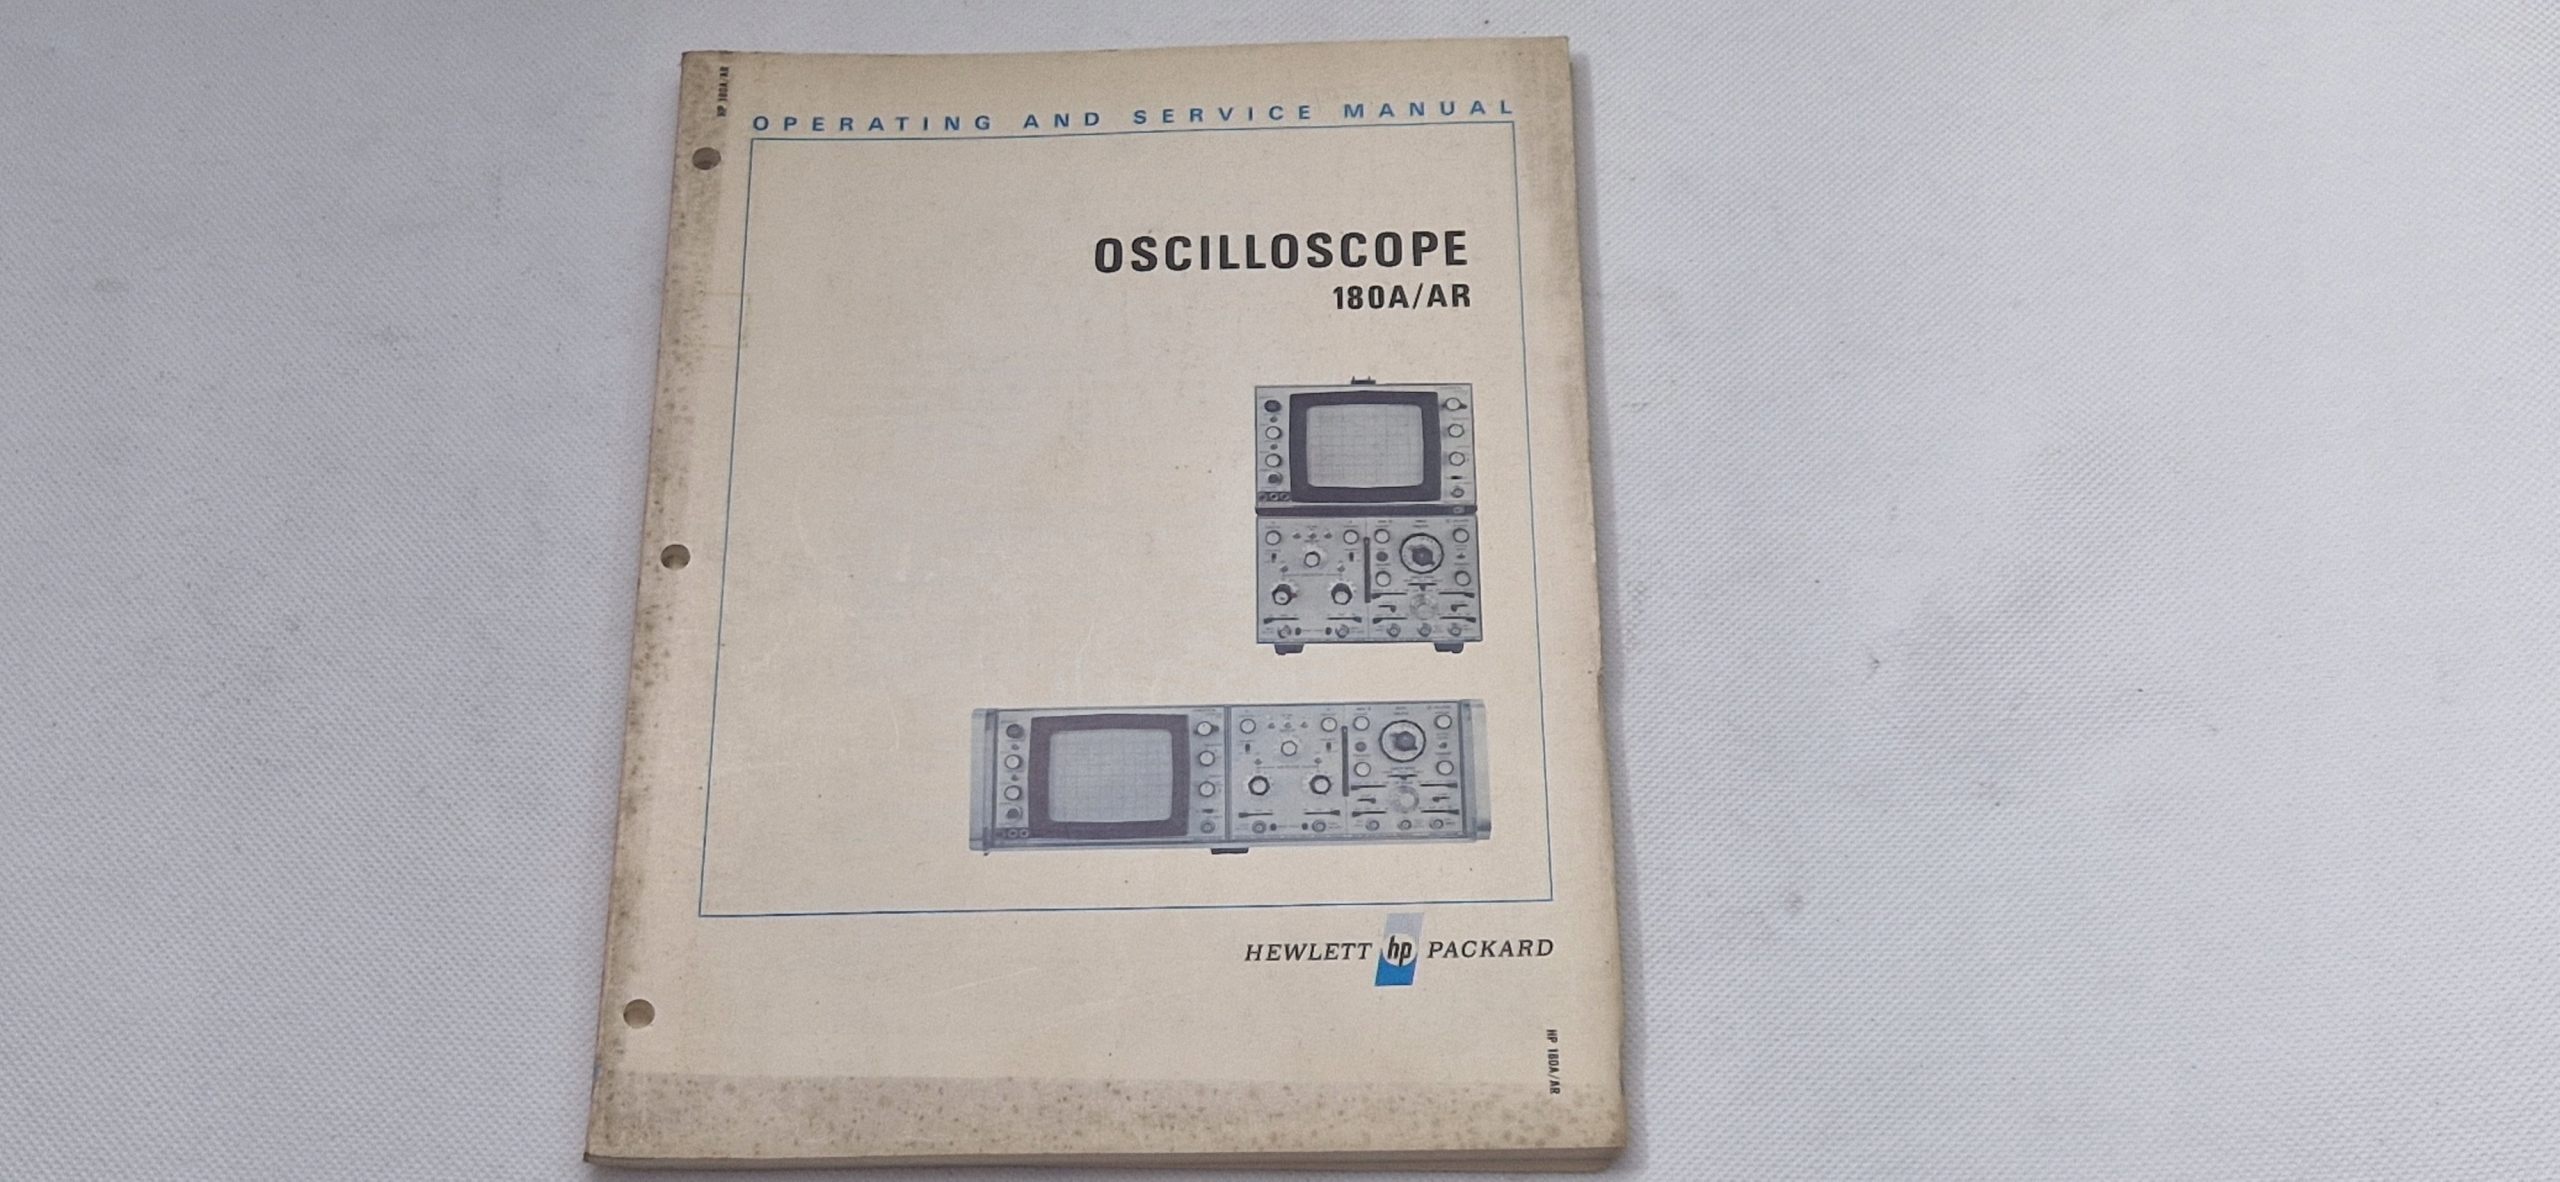 HP 180A/AR
OPERATING AND SERVICE MANUAL
OSCILLOSCOPE
180A/AR
HEWLETT hp PACKARD
HP 180A/AR